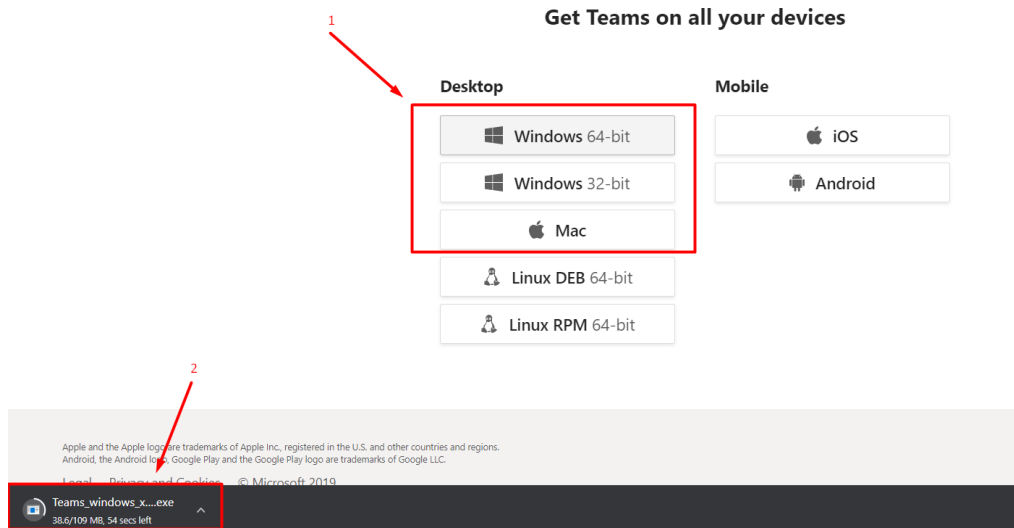 1
Get Teams on all your devices
Desktop
Mobile
Windows 64-bit
iOS
Windows 32-bit
Android
Mac
Linux DEB 64-bit
Linux RPM 64-bit
2
Apple and the Apple logo are trademarks of Apple Inc., registered in the U.S. and other countries and regions.
Android, the Android logo, Google Play and the Google Play logo are trademarks of Google LLC.
Legal Privacy and Cookies © Microsoft 2019
Teams_windows_x....exe
38.6/109 MB, 54 secs left